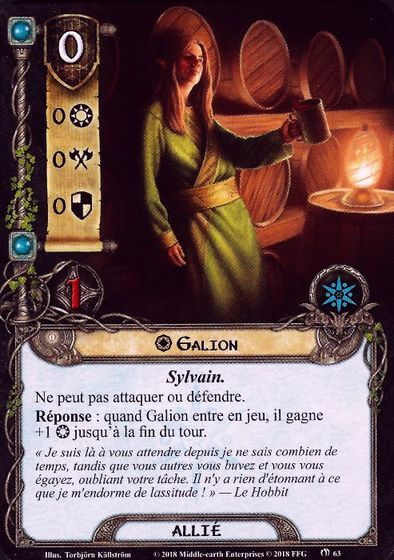 0
0
0
0
1
Galion
Sylvain.
Ne peut pas attaquer ou défendre.
Réponse : quand Galion entre en jeu, il gagne
+1 jusqu'à la fin du tour.
« Je suis là à vous attendre depuis je ne sais combien de
temps, tandis que vous autres vous buvez et vous vous
égayez, oubliant votre tâche. Il n'y a rien d'étonnant à ce
que je m'endorme de lassitude ! » — Le Hobbit
ALLIÉ
Illus. Torbjörn Källström © 2018 Middle-earth Enterprises © 2018 FFG 63